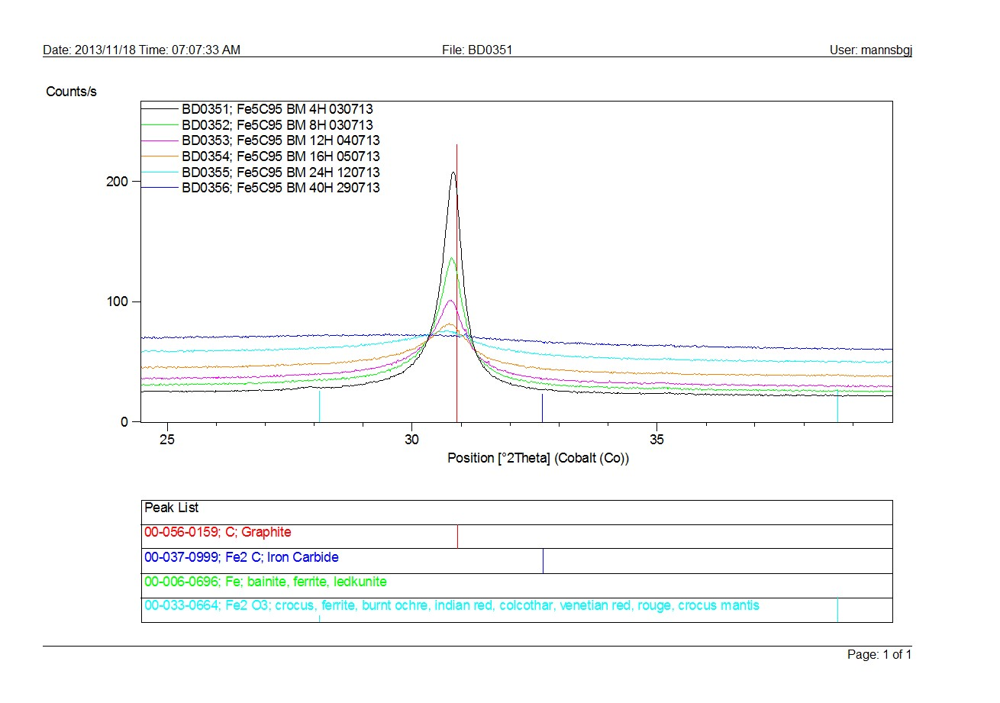 Date: 2013/11/18 Time: 07:07:33 AM File: BD0351 User: mannsbgj
Counts/s
BD0351; Fe5C95 BM 4H 030713
BD0352; Fe5C95 BM 8H 030713
BD0353; Fe5C95 BM 12H 040713
BD0354; Fe5C95 BM 16H 050713
BD0355; Fe5C95 BM 24H 120713
BD0356; Fe5C95 BM 40H 290713
200
100
0
25 30 35
Position [°2Theta] (Cobalt (Co))
Peak List
00-056-0159; C; Graphite
00-037-0999; Fe2 C; Iron Carbide
00-006-0696; Fe; bainite, ferrite, ledkunite
00-033-0664; Fe2 O3; crocus, ferrite, burnt ochre, indian red, colcothar, venetian red, rouge, crocus mantis
Page: 1 of 1